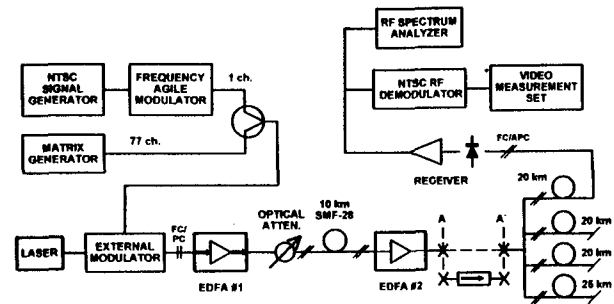 RF SPECTRUM
ANALYZER
NTSC
SIGNAL
GENERATOR
FREQUENCY
AGILE
MODULATOR
1 ch.
NTSC RF
DEMODULATOR
VIDEO
MEASUREMENT
SET
MATRIX
GENERATOR
77 ch.
FC/APC
RECEIVER
20 km
LASER
EXTERNAL
MODULATOR
FC/
PC
EDFA #1
OPTICAL
ATTEN.
10 km
SMF-28
EDFA #2
A
A'
20 km
20 km
25 km